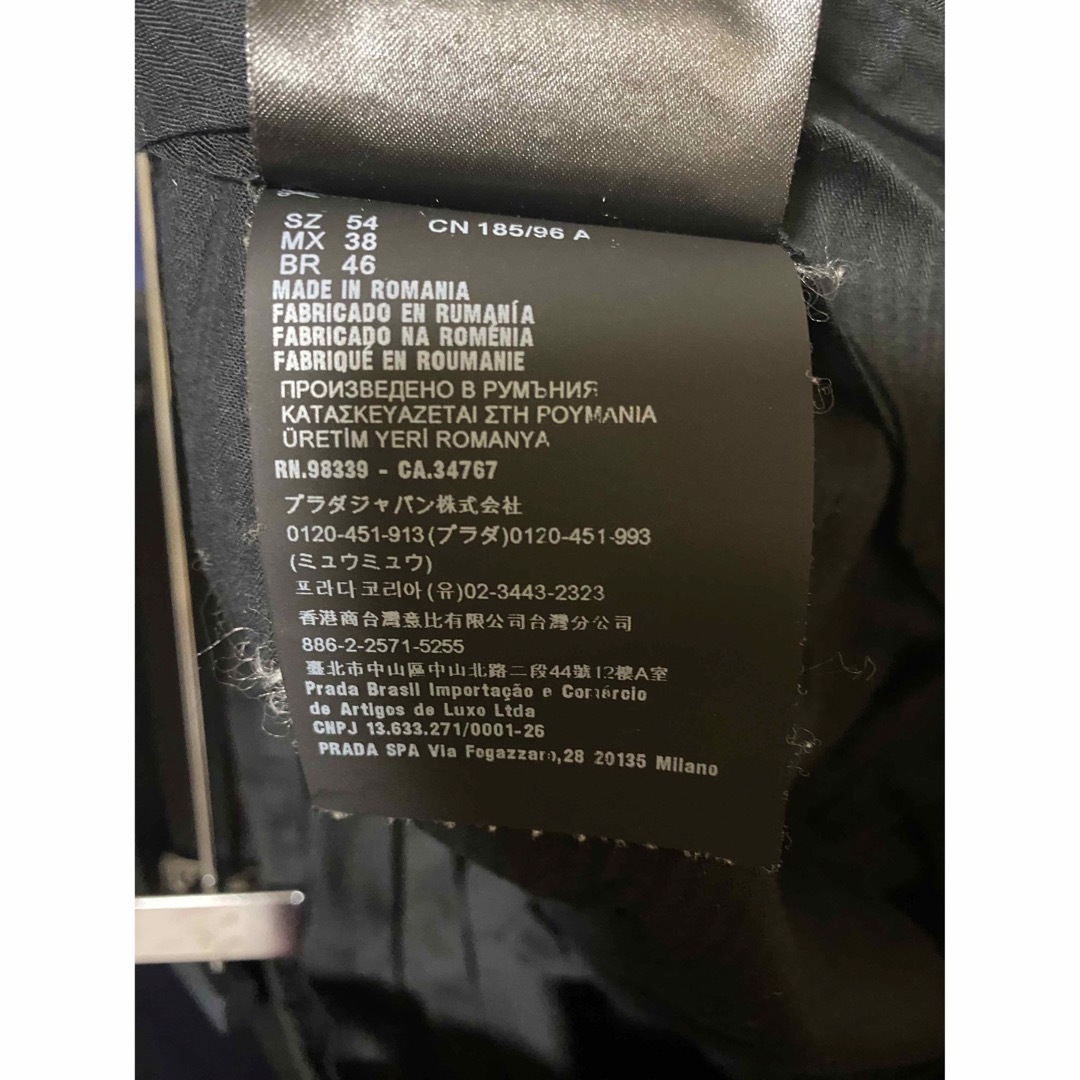 SZ 54 CN 185/96 A
MX 38
BR 46
MADE IN ROMANIA
FABRICADO EN RUMANÍA
FABRICADO NA ROMÉNIA
FABRIQUÉ EN ROUMANIE
ПРОИЗВЕДЕНО В РУМЪНИЯ
ΚΑΤΑΣΚΕΥΑΖΕΤΑΙ ΣΤΗ ΡΟΥΜΑΝΙΑ
ÜRETİM YERİ ROMANYA
RN.98339 - CA.34767
プラダジャパン株式会社
0120-451-913(プラダ)0120-451-993
(ミュウミュウ)
프라다코리아(유)02-3443-2323
香港商台灣意比有限公司台灣分公司
886-2-2571-5255
臺北市中山區中山北路二段44號12樓A室
Prada Brasil Importação e Comércio
de Artigos de Luxo Ltda
CNPJ 13.633.271/0001-26
PRADA SPA Via Fogazzaro,28 20135 Milano